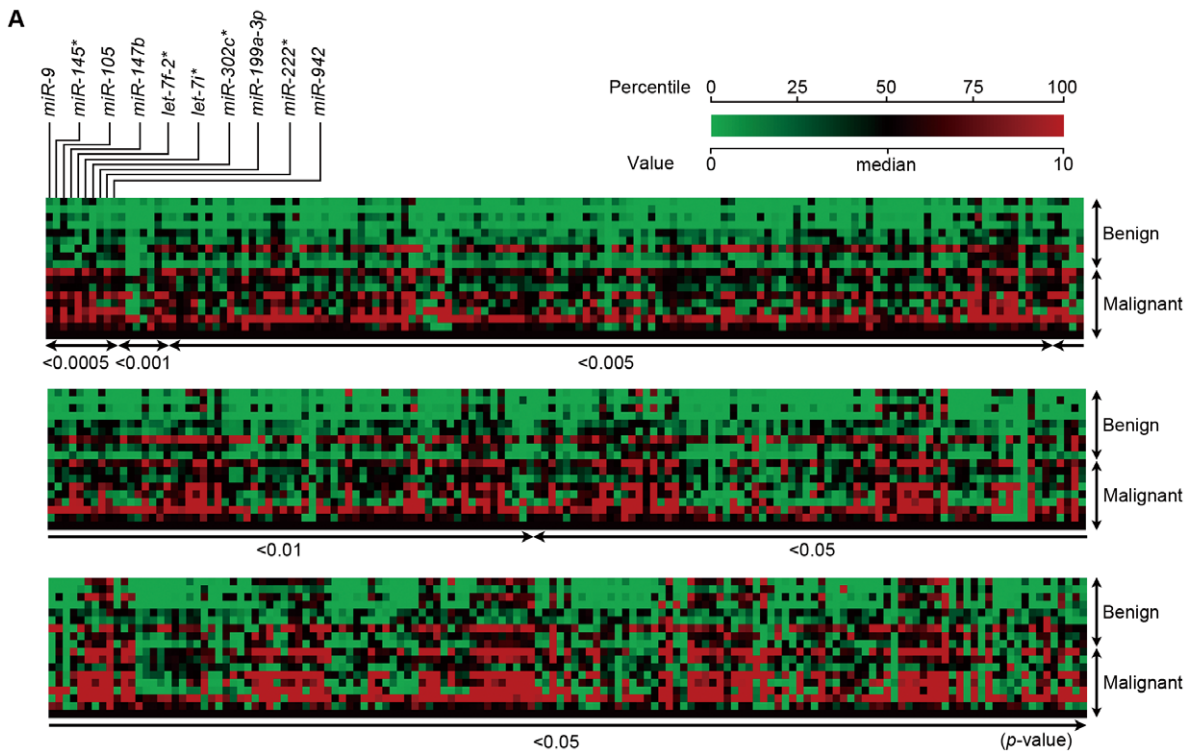 A
miR-9
miR-145*
miR-105
miR-147b
let-7f-2*
let-7i*
miR-302c*
miR-199a-3p
miR-222*
miR-942
Percentile 0 25 50 75 100
Value 0 median 10
Benign
Malignant
<0.0005 <0.001 <0.005
Benign
Malignant
<0.01 <0.05
Benign
Malignant
<0.05 (p-value)